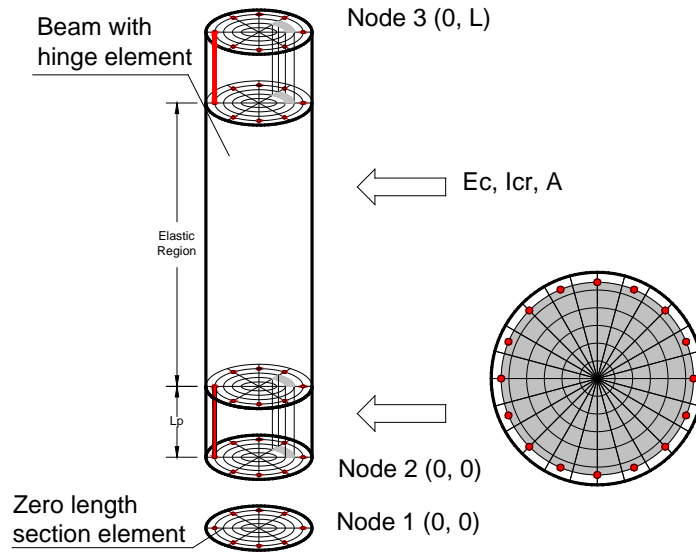 Node 3 (0, L)
Beam with
hinge element
Ec, Icr, A
Elastic
Region
Lp
Node 2 (0, 0)
Zero length
section element
Node 1 (0, 0)